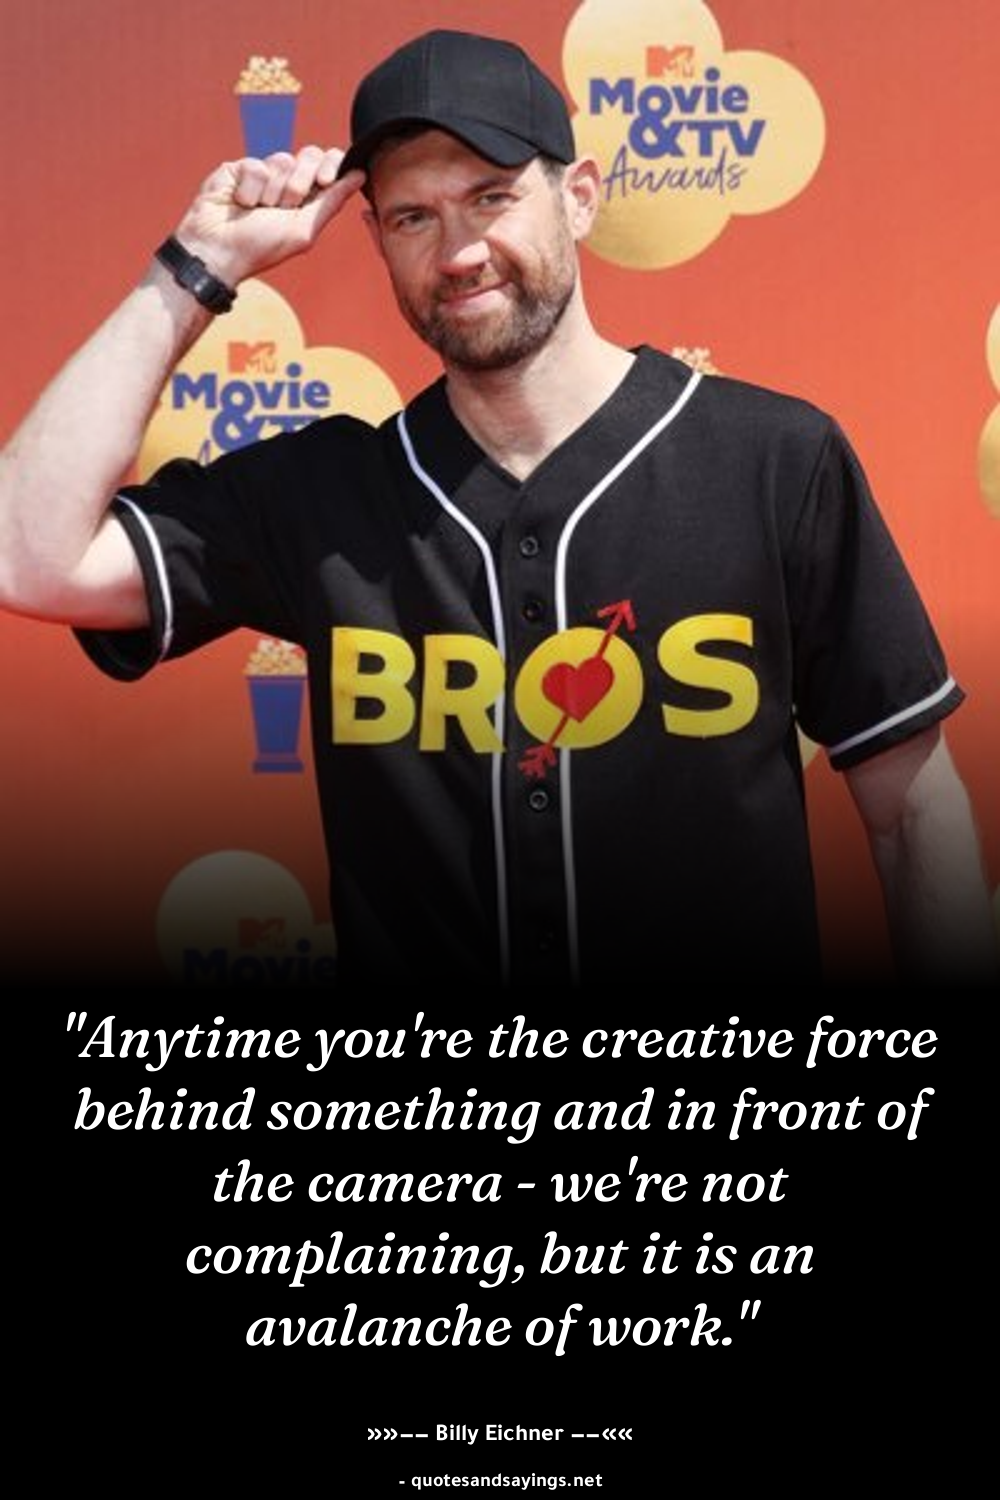 MTV
Movie
&TV
Awards
MTV
Movie
&TV
BROS
MTV
Movie
"Anytime you're the creative force
behind something and in front of
the camera - we're not
complaining, but it is an
avalanche of work."
»»–– Billy Eichner ––««
- quotesandsayings.net